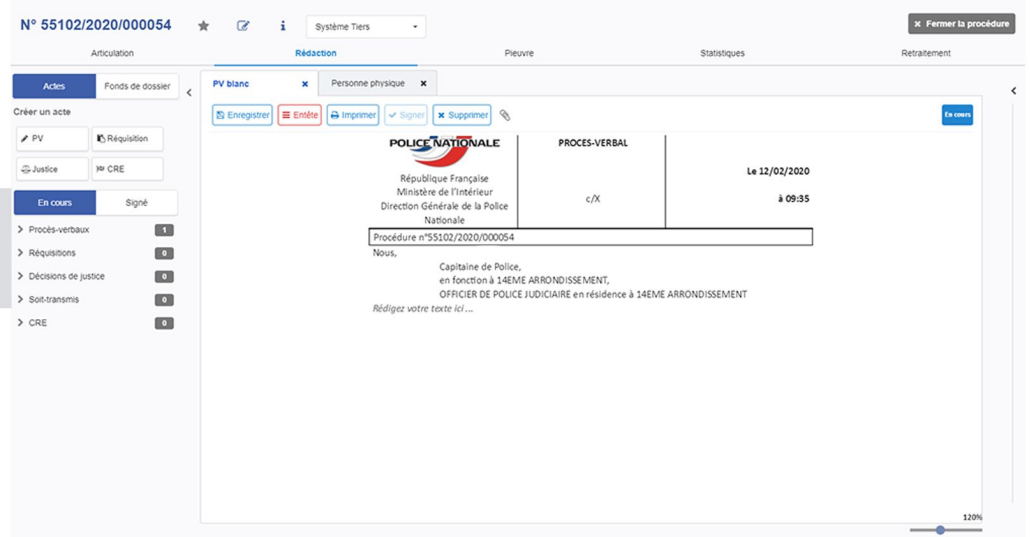 N° 55102/2020/000054
Système Tiers
Fermer la procédure
Articulation
Rédaction
Pieuvre
Statistiques
Retraitement
Actes
Fonds de dossier
Créer un acte
PV
Réquisition
Justice
CRE
En cours
Signé
Procès-verbaux 1
Réquisitions 0
Décisions de justice 0
Soit-transmis 0
CRE 0
PV blanc
Personne physique
Enregistrer
Entête
Imprimer
Signer
Supprimer
En cours
POLICE NATIONALE
République Française
Ministère de l'Intérieur
Direction Générale de la Police
Nationale
PROCES-VERBAL
c/X
Le 12/02/2020
à 09:35
Procédure n°55102/2020/000054
Nous,
Capitaine de Police,
en fonction à 14EME ARRONDISSEMENT,
OFFICIER DE POLICE JUDICIAIRE en résidence à 14EME ARRONDISSEMENT
Rédigez votre texte ici ...
120%